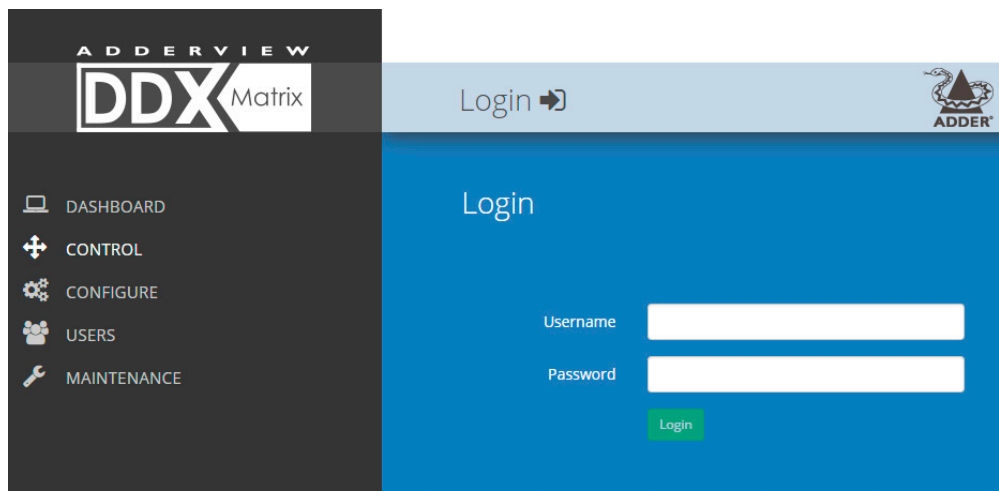 ADDERVIEW
DDX Matrix
Login
ADDER®
DASHBOARD
CONTROL
CONFIGURE
USERS
MAINTENANCE
Login
Username
Password
Login